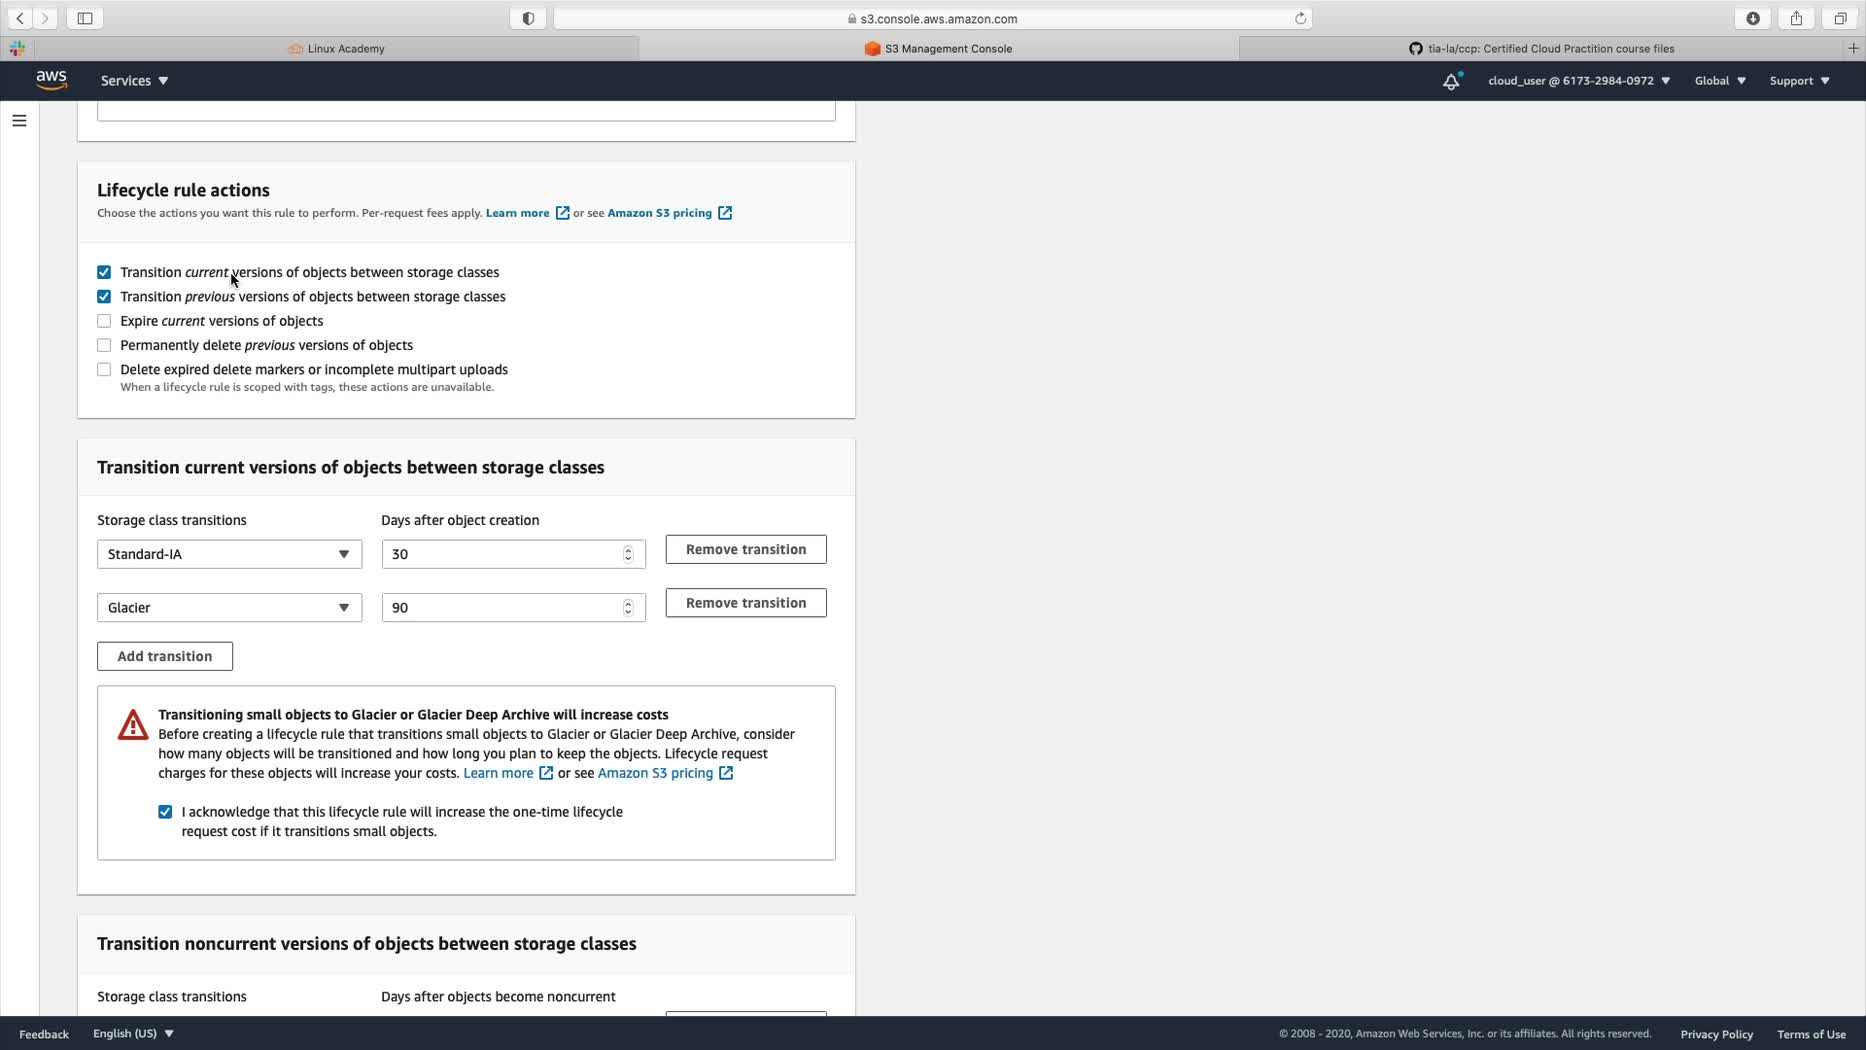 s3.console.aws.amazon.com
Linux Academy
S3 Management Console
tia-la/ccp: Certified Cloud Practition course files
aws
Services
cloud_user @ 6173-2984-0972
Global
Support
Lifecycle rule actions
Choose the actions you want this rule to perform. Per-request fees apply. Learn more or see Amazon S3 pricing
Transition current versions of objects between storage classes
Transition previous versions of objects between storage classes
Expire current versions of objects
Permanently delete previous versions of objects
Delete expired delete markers or incomplete multipart uploads
When a lifecycle rule is scoped with tags, these actions are unavailable.
Transition current versions of objects between storage classes
Storage class transitions
Days after object creation
Standard-IA
30
Remove transition
Glacier
90
Remove transition
Add transition
Transitioning small objects to Glacier or Glacier Deep Archive will increase costs
Before creating a lifecycle rule that transitions small objects to Glacier or Glacier Deep Archive, consider
how many objects will be transitioned and how long you plan to keep the objects. Lifecycle request
charges for these objects will increase your costs. Learn more or see Amazon S3 pricing
I acknowledge that this lifecycle rule will increase the one-time lifecycle
request cost if it transitions small objects.
Transition noncurrent versions of objects between storage classes
Storage class transitions
Days after objects become noncurrent
Feedback
English (US)
© 2008 - 2020, Amazon Web Services, Inc. or its affiliates. All rights reserved.
Privacy Policy
Terms of Use